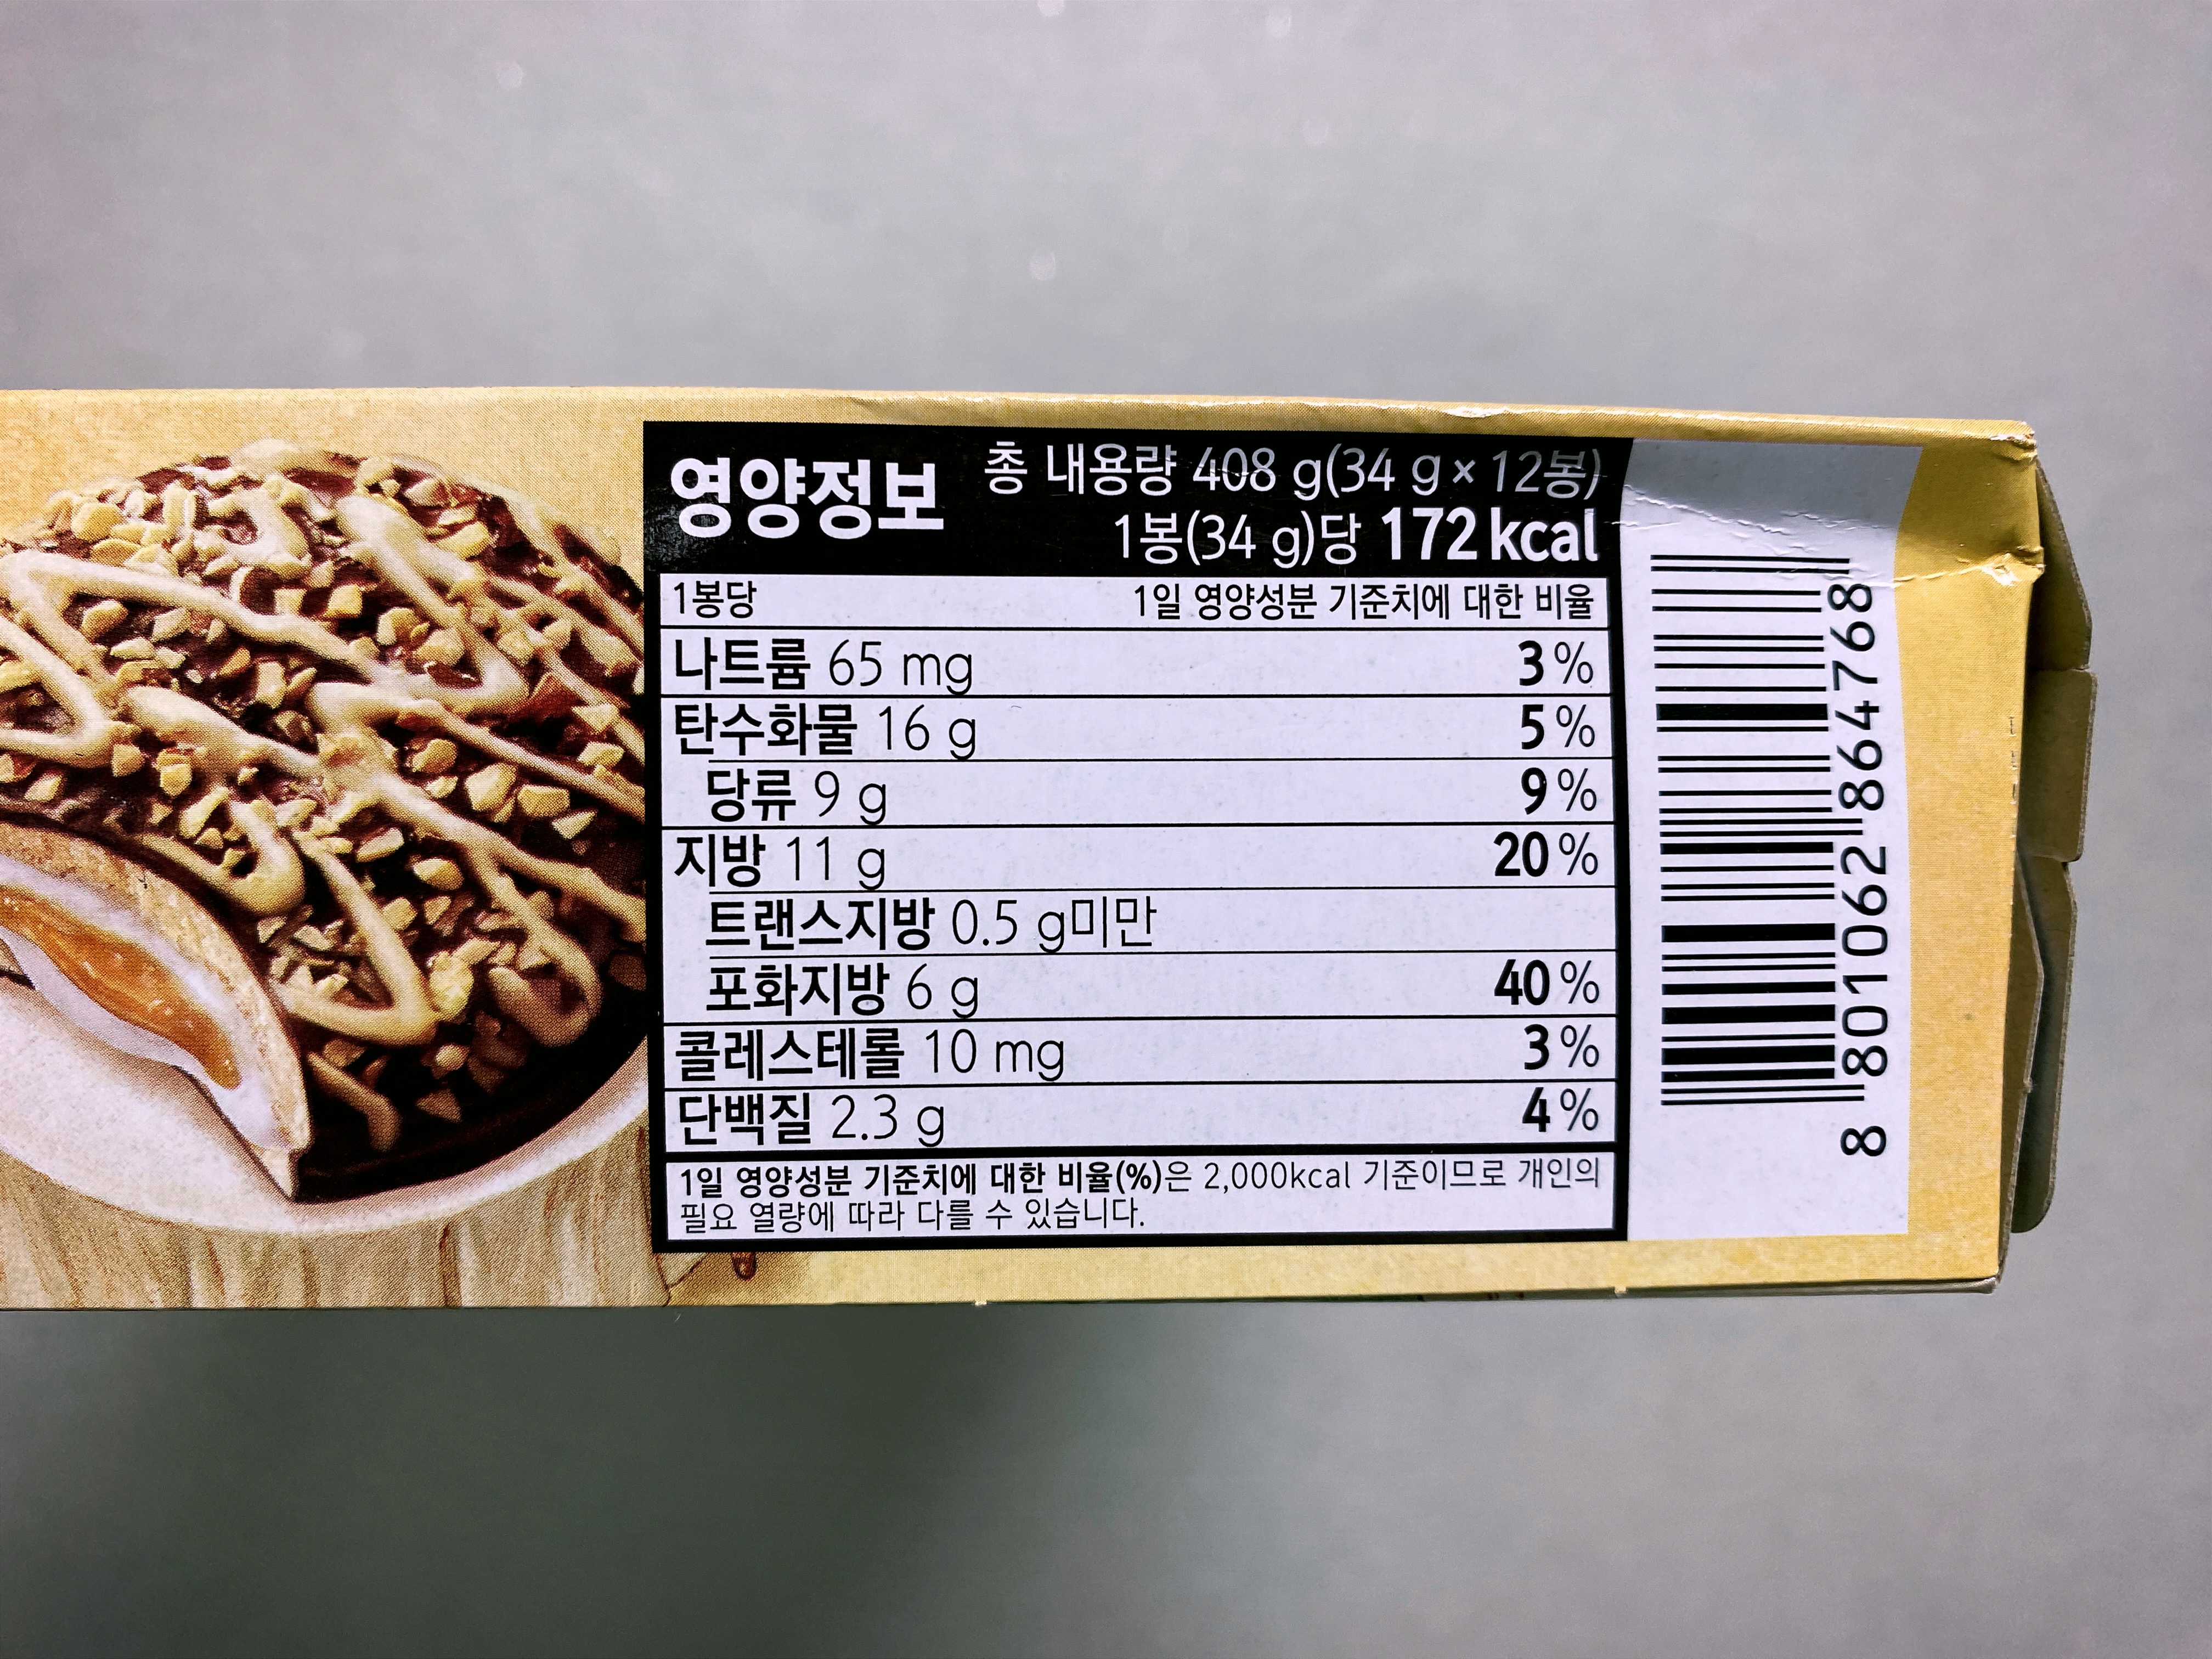 영양정보
총 내용량 408 g(34 g × 12봉)
1봉(34 g)당 172 kcal
1봉당 1일 영양성분 기준치에 대한 비율
나트륨 65 mg 3 %
탄수화물 16 g 5 %
당류 9 g 9 %
지방 11 g 20 %
트랜스지방 0.5 g미만
포화지방 6 g 40 %
콜레스테롤 10 mg 3 %
단백질 2.3 g 4 %
1일 영양성분 기준치에 대한 비율(%)은 2,000kcal 기준이므로 개인의
필요 열량에 따라 다를 수 있습니다.
8 801062 864768